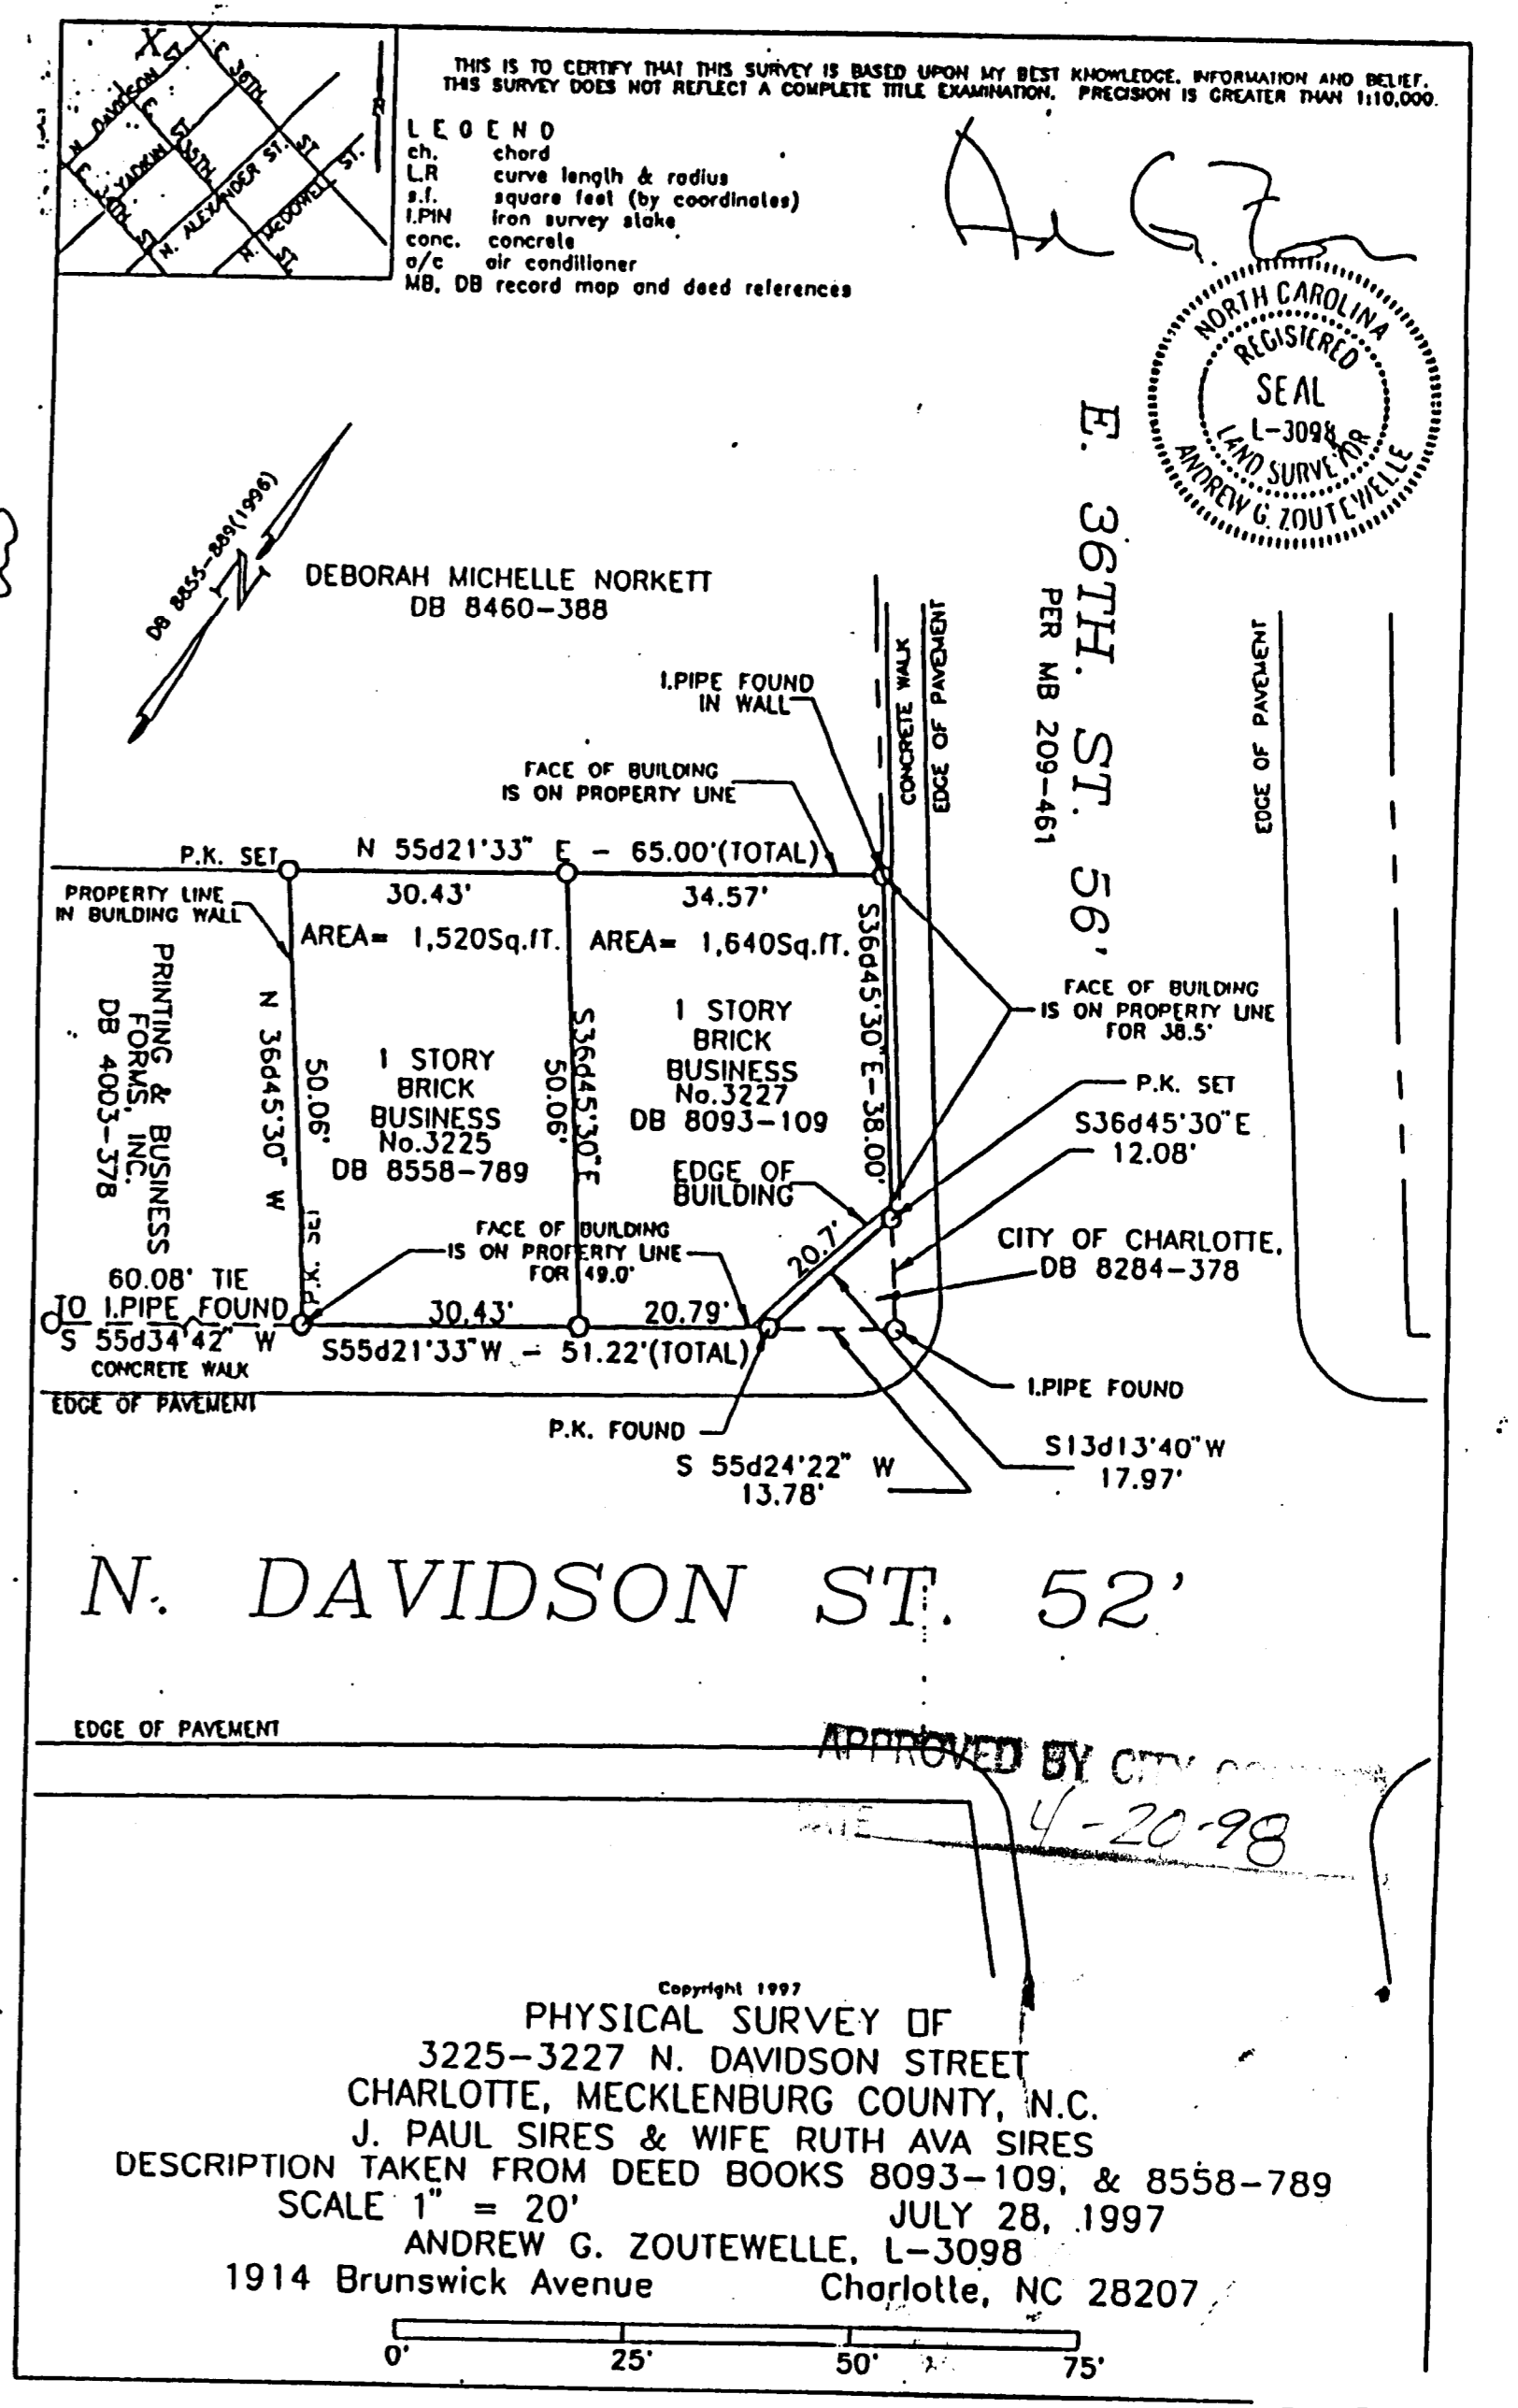 THIS IS TO CERTIFY THAT THIS SURVEY IS BASED UPON MY BEST KNOWLEDGE, INFORMATION AND BELIEF.
THIS SURVEY DOES NOT REFLECT A COMPLETE TITLE EXAMINATION. PRECISION IS GREATER THAN 1:10,000.
X
N. DAVIDSON ST.
E. 36TH. ST.
YADKIN ST.
E. 35TH.
E. 34TH. ST.
N. ALEXANDER ST.
N. McDOWELL ST.
LEGEND
ch. chord
L.R curve length & radius
s.f. square feet (by coordinates)
I.PIN iron survey stake
conc. concrete
a/c air conditioner
MB, DB record map and deed references
NORTH CAROLINA
REGISTERED
SEAL
L-3098
LAND SURVEYOR
ANDREW G. ZOUTEWELLE
E. 36TH. ST. 56'
PER MB 209-461
DB 8855-889(1996)
N
DEBORAH MICHELLE NORKETT
DB 8460-388
CONCRETE WALK
EDGE OF PAVEMENT
EDGE OF PAVEMENT
I.PIPE FOUND
IN WALL
FACE OF BUILDING
IS ON PROPERTY LINE
P.K. SET
N 55d21'33" E - 65.00'(TOTAL)
30.43'
34.57'
PROPERTY LINE
IN BUILDING WALL
AREA= 1,520Sq.fT.
AREA= 1,640Sq.fT.
S36d45'30"E-38.00'
PRINTING & BUSINESS
FORMS, INC.
DB 4003-378
N 36d45'30" W
50.06'
1 STORY
BRICK
BUSINESS
No.3225
DB 8558-789
S36d45'30"E
50.06'
1 STORY
BRICK
BUSINESS
No.3227
DB 8093-109
FACE OF BUILDING
IS ON PROPERTY LINE
FOR 38.5'
P.K. SET
S36d45'30"E
12.08'
EDGE OF
BUILDING
20.7'
CITY OF CHARLOTTE,
DB 8284-378
P.K. SET
FACE OF BUILDING
IS ON PROPERTY LINE
FOR 49.0'
60.08' TIE
TO I.PIPE FOUND
S 55d34'42" W
30.43'
20.79'
S55d21'33"W - 51.22'(TOTAL)
CONCRETE WALK
EDGE OF PAVEMENT
I.PIPE FOUND
P.K. FOUND
S 55d24'22" W
13.78'
S13d13'40"W
17.97'
N. DAVIDSON ST. 52'
EDGE OF PAVEMENT
APPROVED BY CITY
DATE 4-20-98
Copyright 1997
PHYSICAL SURVEY OF
3225-3227 N. DAVIDSON STREET
CHARLOTTE, MECKLENBURG COUNTY, N.C.
J. PAUL SIRES & WIFE RUTH AVA SIRES
DESCRIPTION TAKEN FROM DEED BOOKS 8093-109, & 8558-789
SCALE 1" = 20' JULY 28, 1997
ANDREW G. ZOUTEWELLE, L-3098
1914 Brunswick Avenue Charlotte, NC 28207
0' 25' 50' 75'